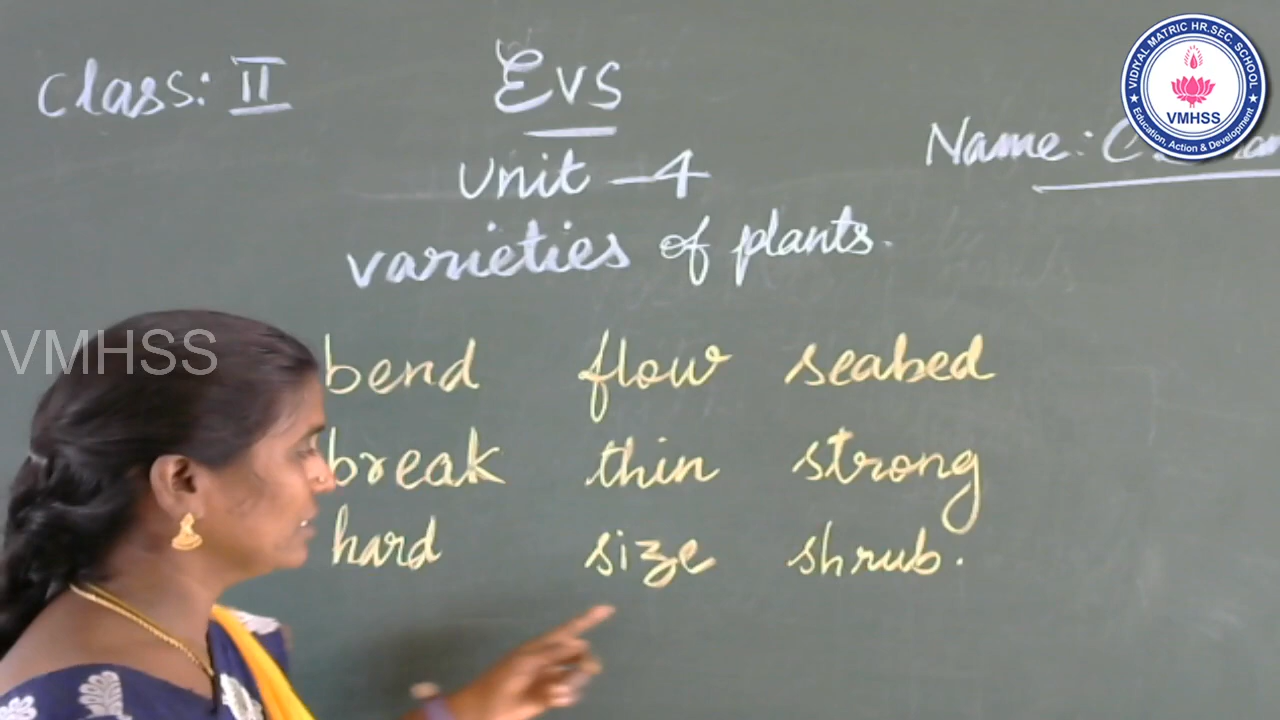 Class: II
Evs
Unit - 4
Name:
varieties of plants.
bend flow seabed
break thin strong
hard size shrub.
VMHSS
VIDIYAL MATRIC HR.SEC. SCHOOL
VMHSS
Education, Action & Development